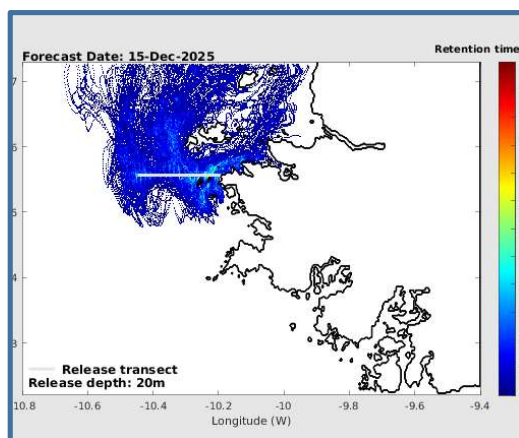 Retention time
Forecast Date: 15-Dec-2025
7
6
5
4
3
Release transect
Release depth: 20m
10.8 -10.6 -10.4 -10.2 -10 -9.8 -9.6 -9.4
Longitude (W)